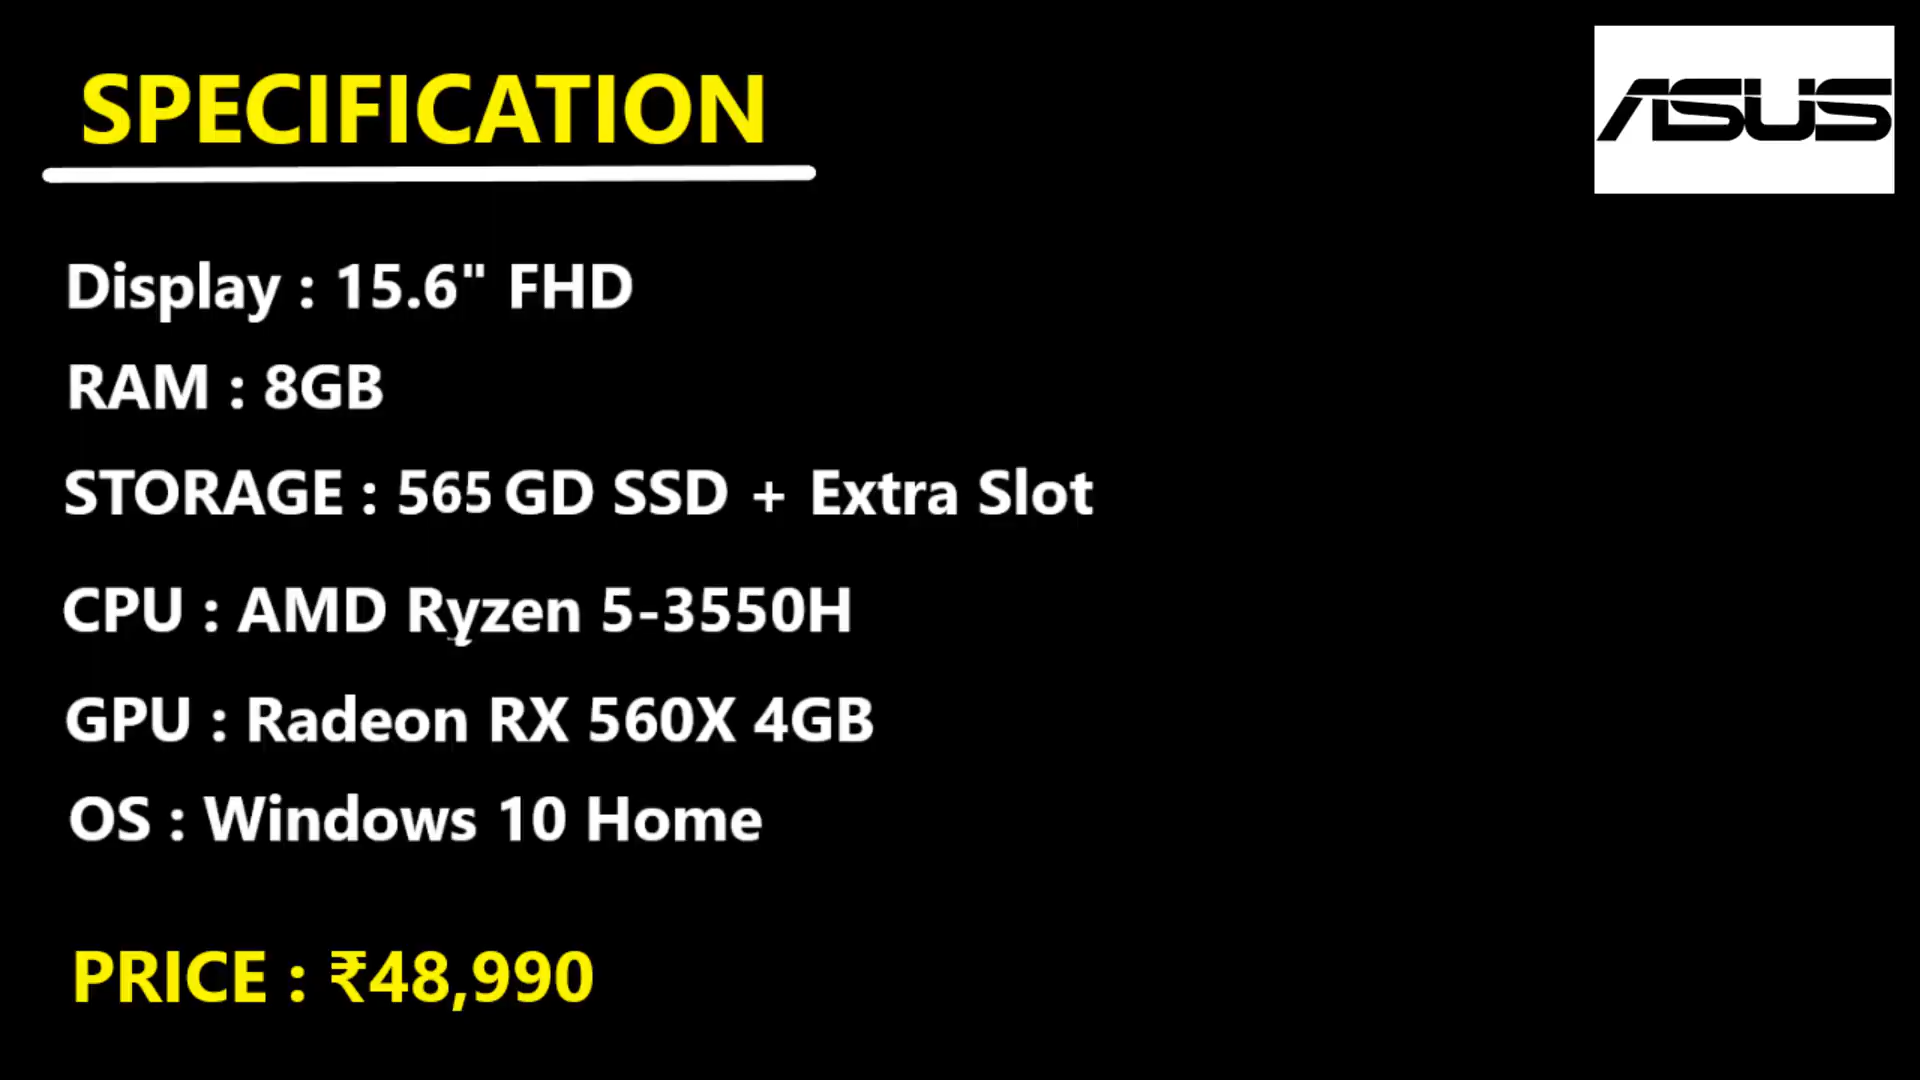 SPECIFICATION
ASUS
Display : 15.6" FHD
RAM : 8GB
STORAGE : 565 GD SSD + Extra Slot
CPU : AMD Ryzen 5-3550H
GPU : Radeon RX 560X 4GB
OS : Windows 10 Home
PRICE : ₹48,990